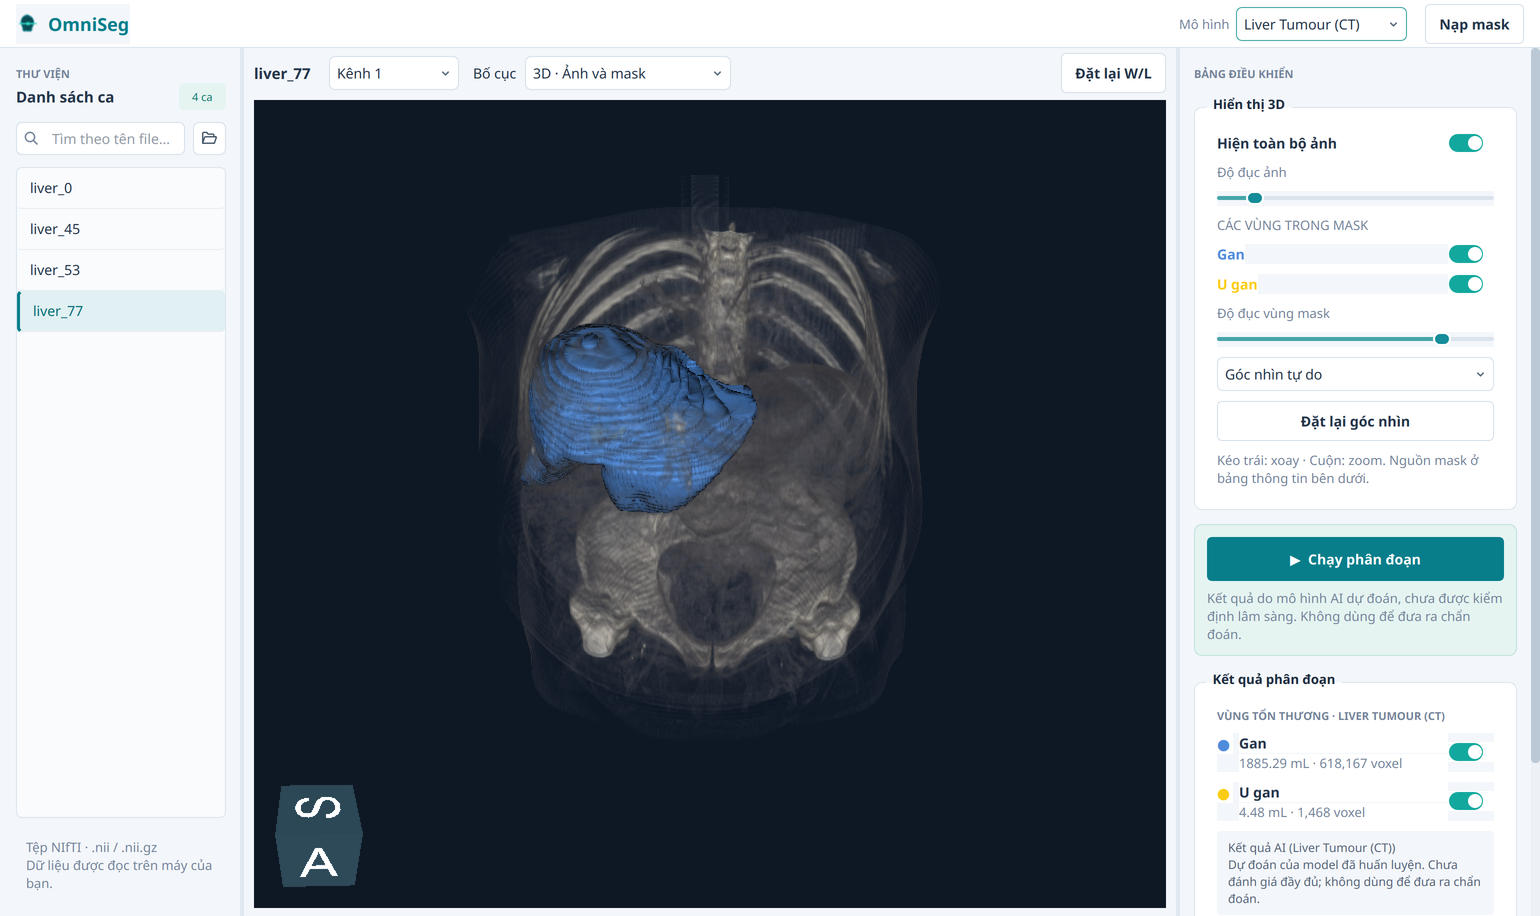 OmniSeg
Mô hình
Liver Tumour (CT)
Nạp mask
THƯ VIỆN
Danh sách ca
4 ca
Tìm theo tên file...
liver_0
liver_45
liver_53
liver_77
Tệp NIfTI · .nii / .nii.gz
Dữ liệu được đọc trên máy của
bạn.
liver_77
Kênh 1
Bố cục
3D · Ảnh và mask
Đặt lại W/L
S
A
BẢNG ĐIỀU KHIỂN
Hiển thị 3D
Hiện toàn bộ ảnh
Độ đục ảnh
CÁC VÙNG TRONG MASK
Gan
U gan
Độ đục vùng mask
Góc nhìn tự do
Đặt lại góc nhìn
Kéo trái: xoay · Cuộn: zoom. Nguồn mask ở
bảng thông tin bên dưới.
▶ Chạy phân đoạn
Kết quả do mô hình AI dự đoán, chưa được kiểm
định lâm sàng. Không dùng để đưa ra chẩn
đoán.
Kết quả phân đoạn
VÙNG TỔN THƯƠNG · LIVER TUMOUR (CT)
Gan
1885.29 mL · 618,167 voxel
U gan
4.48 mL · 1,468 voxel
Kết quả AI (Liver Tumour (CT))
Dự đoán của model đã huấn luyện. Chưa
đánh giá đầy đủ; không dùng để đưa ra chẩn
đoán.